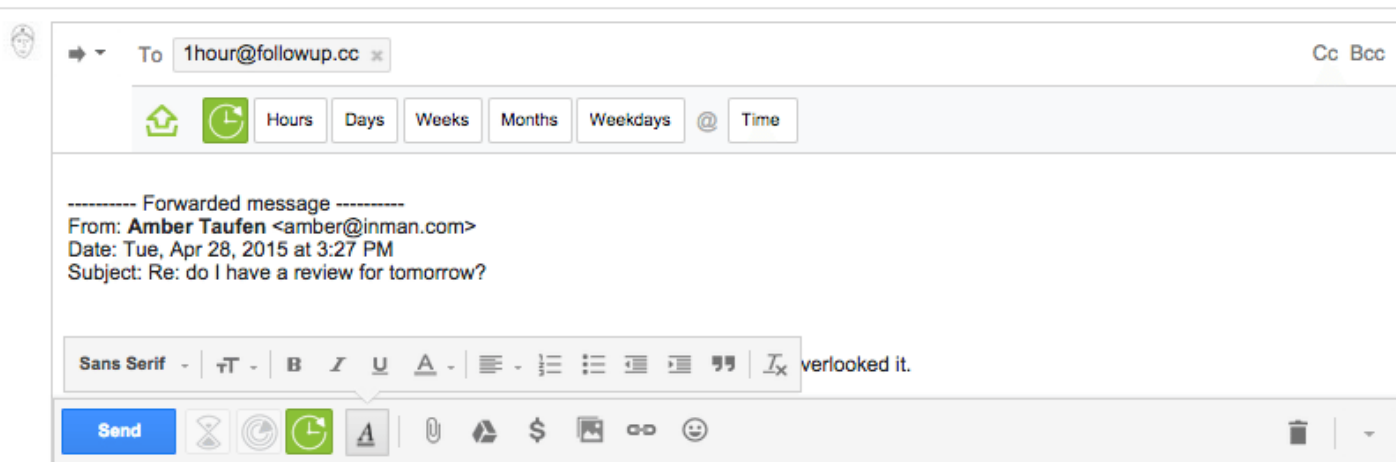 To 1hour@followup.cc × Cc Bcc
Hours Days Weeks Months Weekdays @ Time
---------- Forwarded message ----------
From: Amber Taufen <amber@inman.com>
Date: Tue, Apr 28, 2015 at 3:27 PM
Subject: Re: do I have a review for tomorrow?
Sans Serif verlooked it.
Send